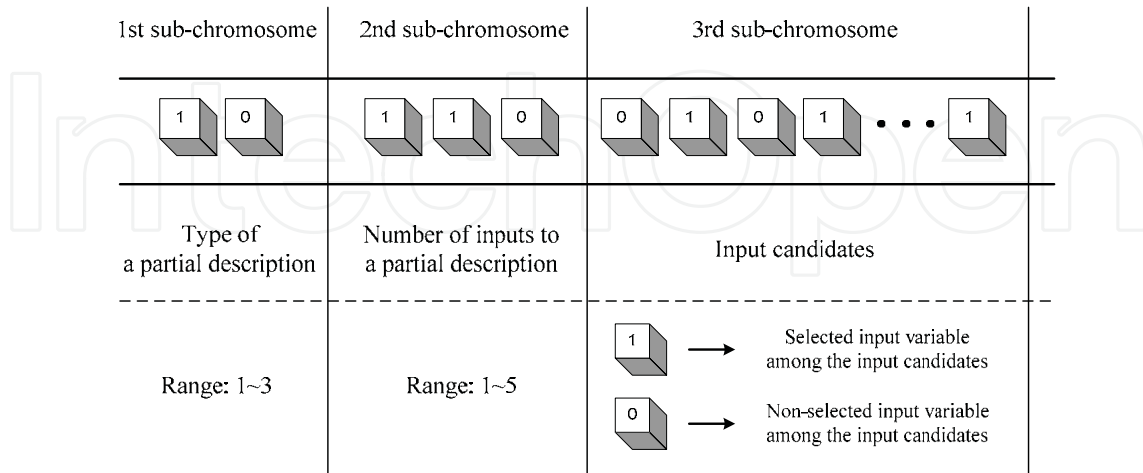 1st sub-chromosome 2nd sub-chromosome 3rd sub-chromosome
1 0 1 1 0 0 1 0 1 • • • 1
Type of
a partial description
Number of inputs to
a partial description
Input candidates
Range: 1~3
Range: 1~5
1 Selected input variable
among the input candidates
0 Non-selected input variable
among the input candidates
IntechOpen